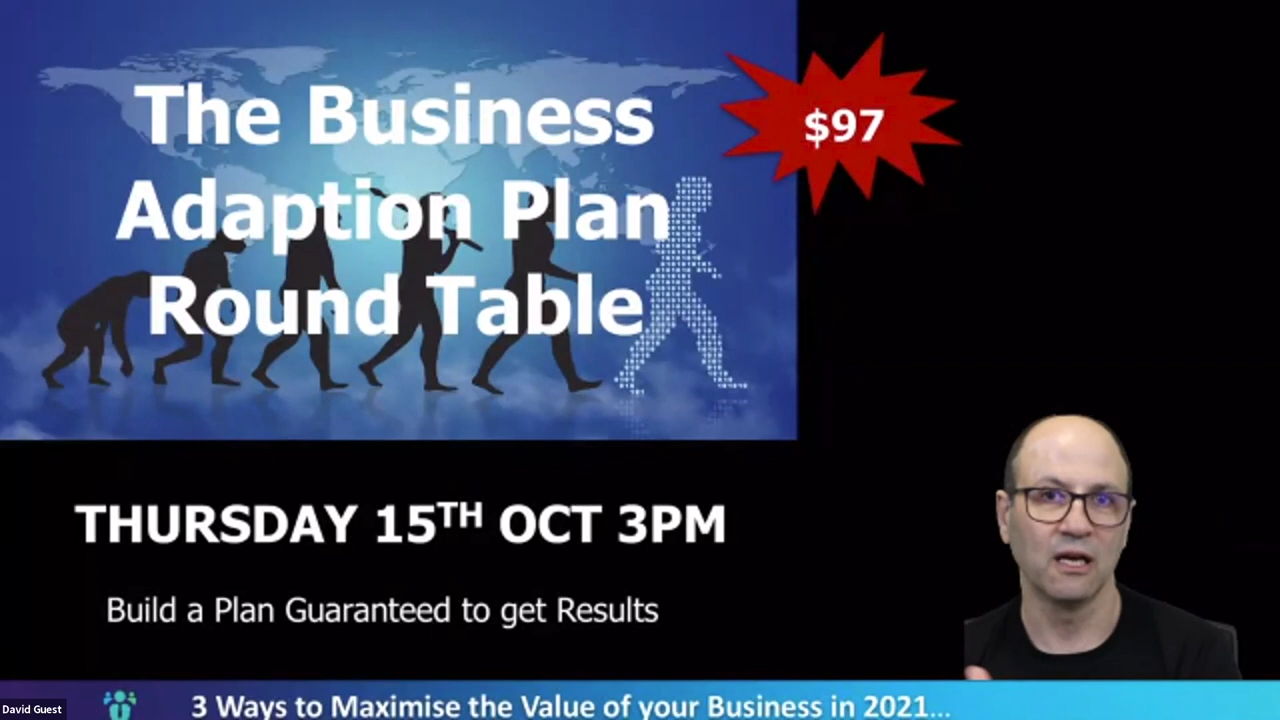 The Business
Adaption Plan
Round Table
$97
THURSDAY 15TH OCT 3PM
Build a Plan Guaranteed to get Results
David Guest
3 Ways to Maximise the Value of your Business in 2021...